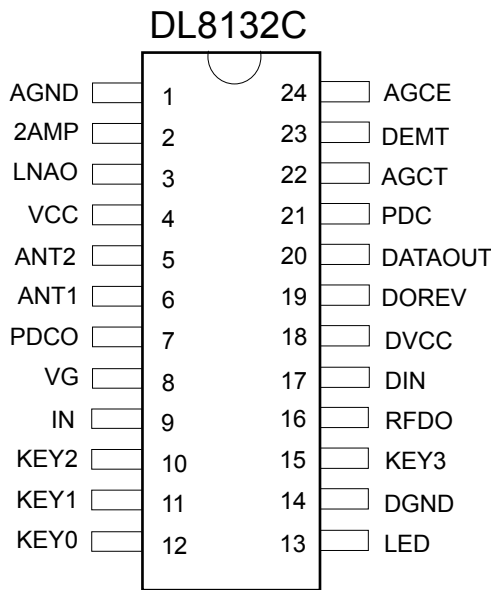 DL8132C
AGND 1 24 AGCE
2AMP 2 23 DEMT
LNAO 3 22 AGCT
VCC 4 21 PDC
ANT2 5 20 DATAOUT
ANT1 6 19 DOREV
PDCO 7 18 DVCC
VG 8 17 DIN
IN 9 16 RFDO
KEY2 10 15 KEY3
KEY1 11 14 DGND
KEY0 12 13 LED